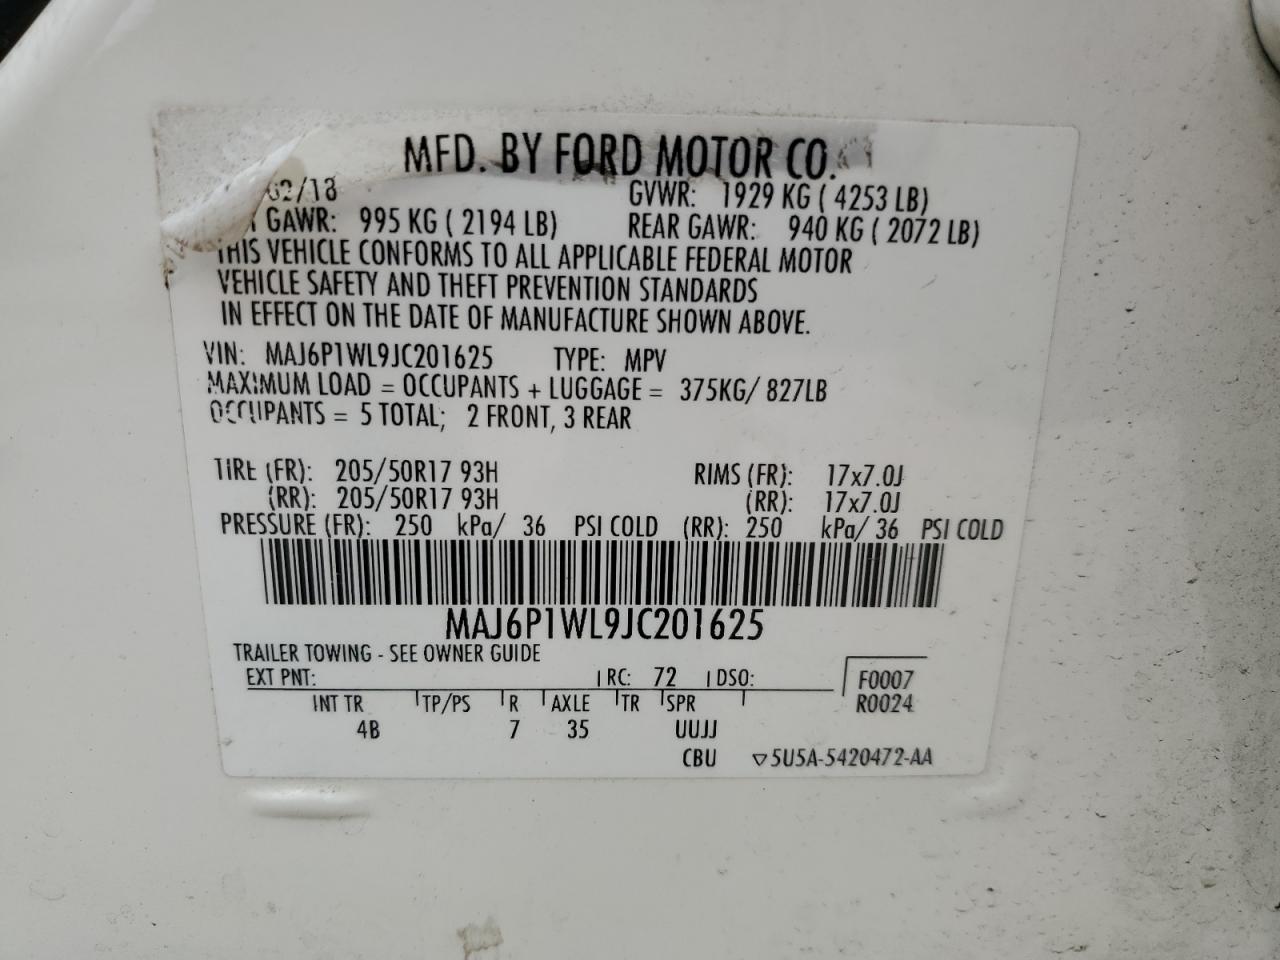 MFD. BY FORD MOTOR CO.
02/18 GVWR: 1929 KG ( 4253 LB)
GAWR: 995 KG ( 2194 LB) REAR GAWR: 940 KG ( 2072 LB)
THIS VEHICLE CONFORMS TO ALL APPLICABLE FEDERAL MOTOR
VEHICLE SAFETY AND THEFT PREVENTION STANDARDS
IN EFFECT ON THE DATE OF MANUFACTURE SHOWN ABOVE.
VIN: MAJ6P1WL9JC201625 TYPE: MPV
MAXIMUM LOAD = OCCUPANTS + LUGGAGE = 375KG/ 827LB
OCCUPANTS = 5 TOTAL; 2 FRONT, 3 REAR
TIRE (FR): 205/50R17 93H RIMS (FR): 17x7.0J
(RR): 205/50R17 93H (RR): 17x7.0J
PRESSURE (FR): 250 kPa/ 36 PSI COLD (RR): 250 kPa/ 36 PSI COLD
MAJ6P1WL9JC201625
TRAILER TOWING - SEE OWNER GUIDE
EXT PNT: RC: 72 DSO: F0007
INT TR TP/PS R AXLE TR SPR R0024
4B 7 35 UUJJ
CBU ▽5U5A-5420472-AA